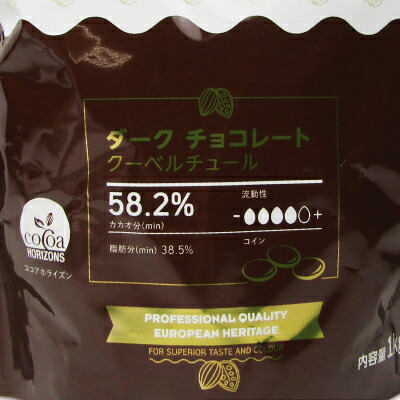 ダーク チョコレート
クーベルチュール
58.2%
カカオ分(min)
脂肪分(min) 38.5%
流動性
- +
コイン
cocoa
HORIZONS
ココアホライズン
PROFESSIONAL QUALITY
EUROPEAN HERITAGE
FOR SUPERIOR TASTE AND COLOUR
内容量 1kg